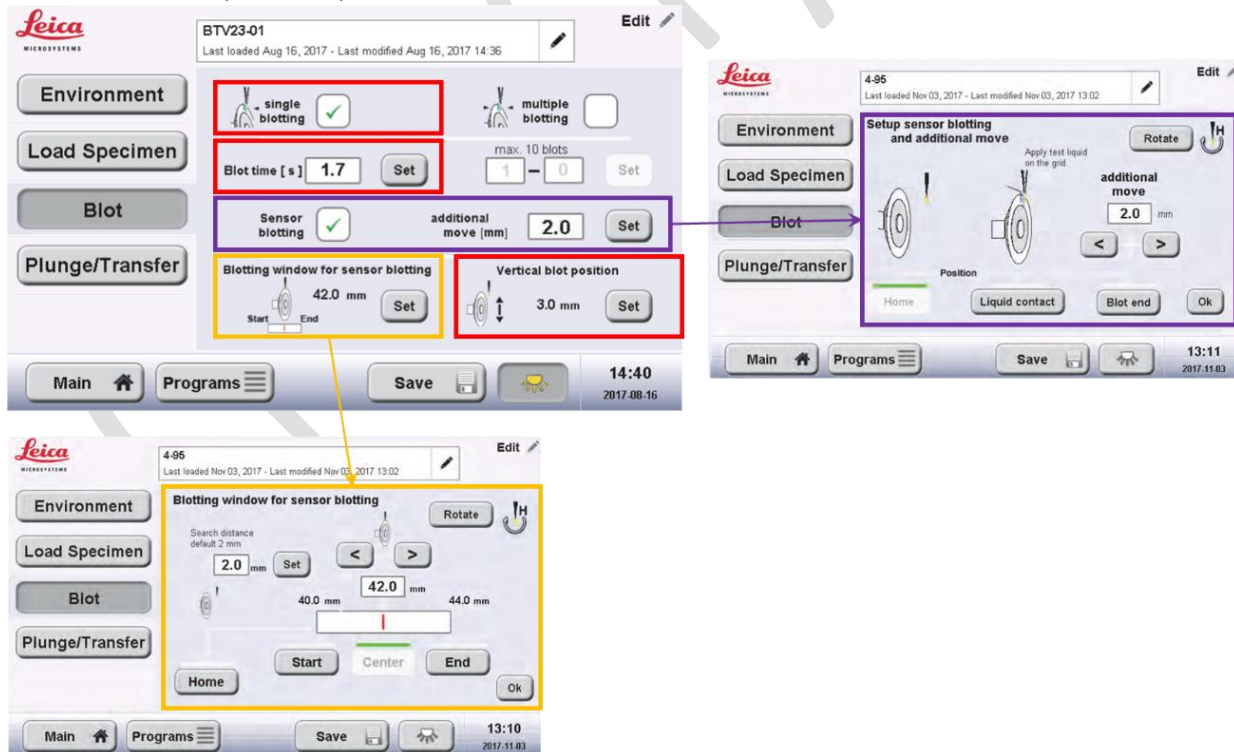 Leica
MICROSYSTEMS
BTV23-01
Last loaded Aug 16, 2017 - Last modified Aug 16, 2017 14:36
Edit
Environment
Load Specimen
Blot
Plunge/Transfer
single blotting
multiple blotting
Blot time [ s ] 1.7 Set
max. 10 blots
1 – 0 Set
Sensor blotting
additional move [mm] 2.0 Set
Blotting window for sensor blotting
42.0 mm Set
Start End
Vertical blot position
3.0 mm Set
Main Programs Save
14:40
2017-08-16
Leica
MICROSYSTEMS
4-95
Last loaded Nov 03, 2017 - Last modified Nov 03, 2017 13:02
Edit
Environment
Load Specimen
Blot
Plunge/Transfer
Setup sensor blotting
and additional move
Rotate H
Apply test liquid
on the grid
additional
move
2.0 mm
< >
Position
Home Liquid contact Blot end Ok
Main Programs Save
13:11
2017-11-03
Leica
MICROSYSTEMS
4-95
Last loaded Nov 03, 2017 - Last modified Nov 03, 2017 13:02
Edit
Environment
Load Specimen
Blot
Plunge/Transfer
Blotting window for sensor blotting
Rotate H
Search distance
default 2 mm
2.0 mm Set
< >
42.0 mm
40.0 mm 44.0 mm
Start Center End
Home
Ok
Main Programs Save
13:10
2017-11-03